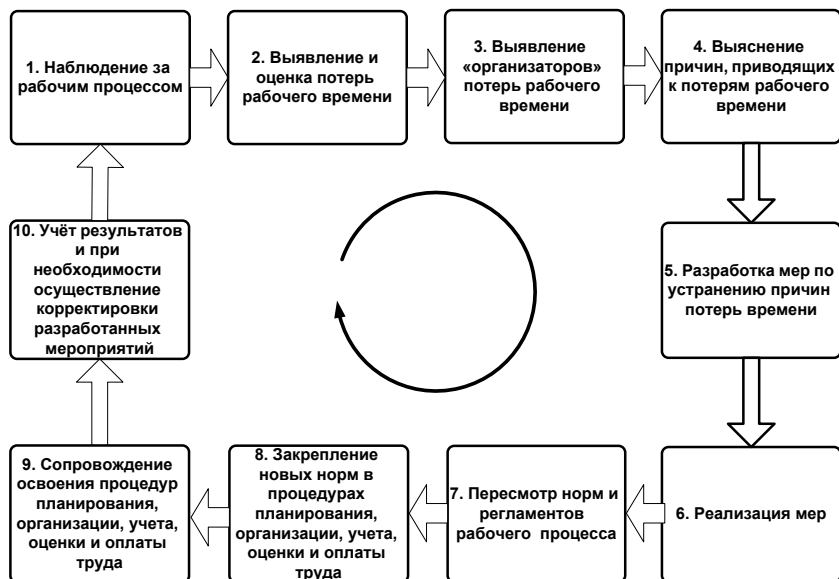 1. Наблюдение за
рабочим процессом
2. Выявление и
оценка потерь
рабочего времени
3. Выявление
«организаторов»
потерь рабочего
времени
4. Выяснение
причин, приводящих
к потерям рабочего
времени
5. Разработка мер по
устранению причин
потерь времени
6. Реализация мер
7. Пересмотр норм и
регламентов
рабочего процесса
8. Закрепление
новых норм в
процедурах
планирования,
организации, учета,
оценки и оплаты
труда
9. Сопровождение
освоения процедур
планирования,
организации, учета,
оценки и оплаты
труда
10. Учёт результатов
и при
необходимости
осуществление
корректировки
разработанных
мероприятий